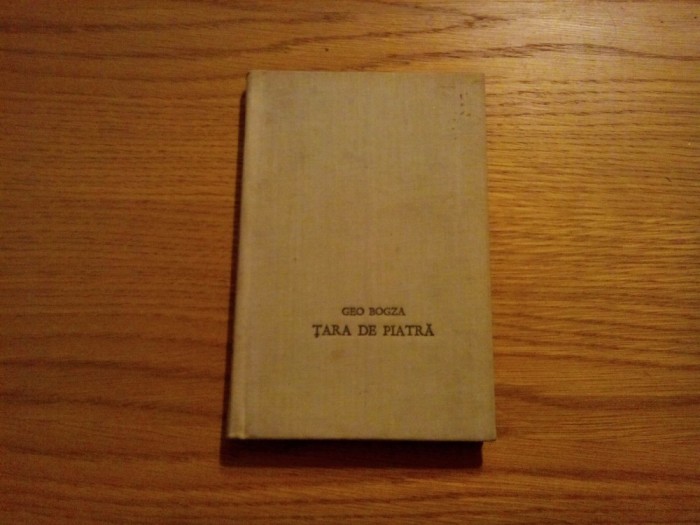 GEO BOGZA
ȚARA DE PIATRĂ